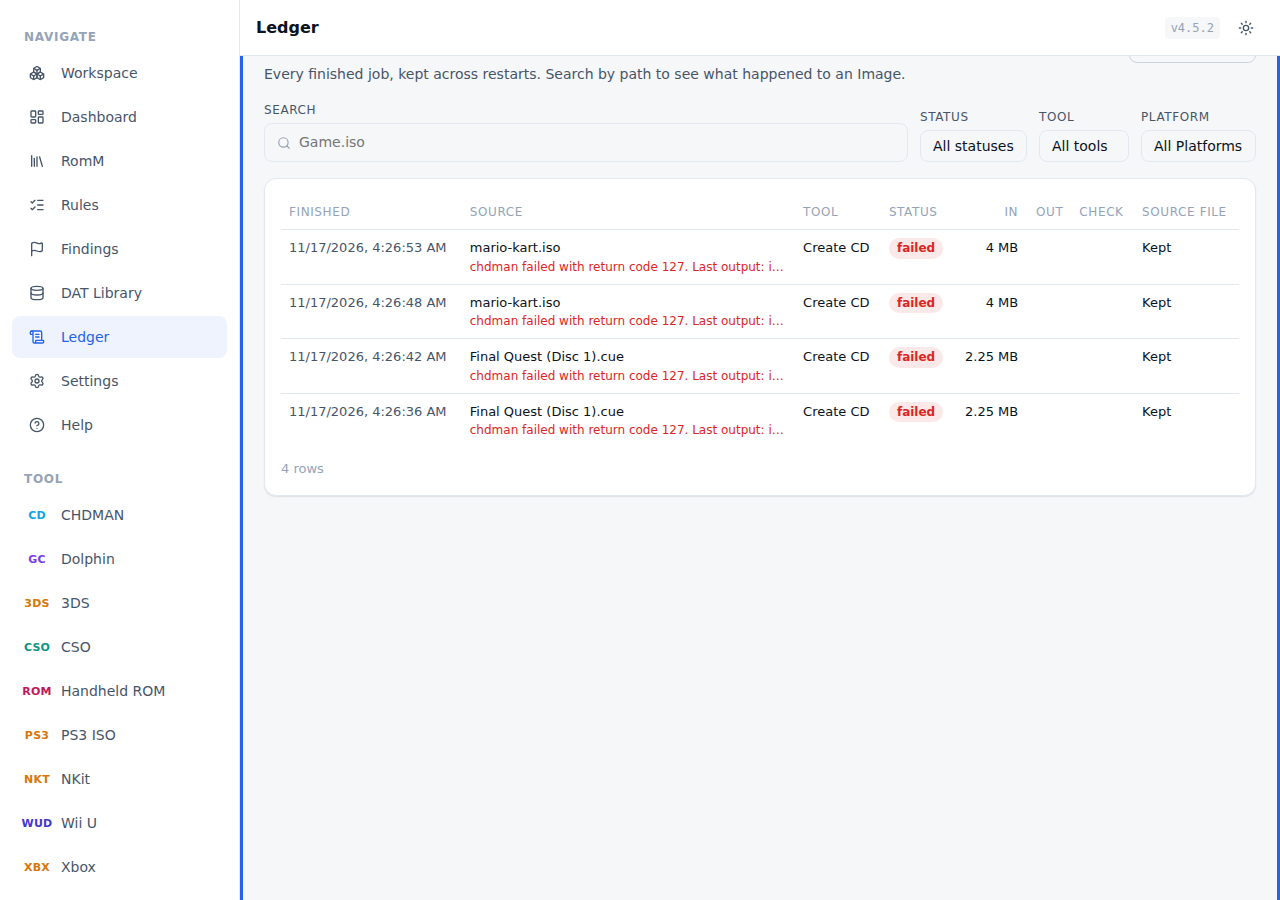 NAVIGATE
Workspace
Dashboard
RomM
Rules
Findings
DAT Library
Ledger
Settings
Help
TOOL
CD CHDMAN
GC Dolphin
3DS 3DS
CSO CSO
ROM Handheld ROM
PS3 PS3 ISO
NKT NKit
WUD Wii U
XBX Xbox
Ledger
v4.5.2
Every finished job, kept across restarts. Search by path to see what happened to an Image.
SEARCH
Game.iso
STATUS
All statuses
TOOL
All tools
PLATFORM
All Platforms
FINISHED SOURCE TOOL STATUS IN OUT CHECK SOURCE FILE
11/17/2026, 4:26:53 AM mario-kart.iso Create CD failed 4 MB Kept
chdman failed with return code 127. Last output: i...
11/17/2026, 4:26:48 AM mario-kart.iso Create CD failed 4 MB Kept
chdman failed with return code 127. Last output: i...
11/17/2026, 4:26:42 AM Final Quest (Disc 1).cue Create CD failed 2.25 MB Kept
chdman failed with return code 127. Last output: i...
11/17/2026, 4:26:36 AM Final Quest (Disc 1).cue Create CD failed 2.25 MB Kept
chdman failed with return code 127. Last output: i...
4 rows